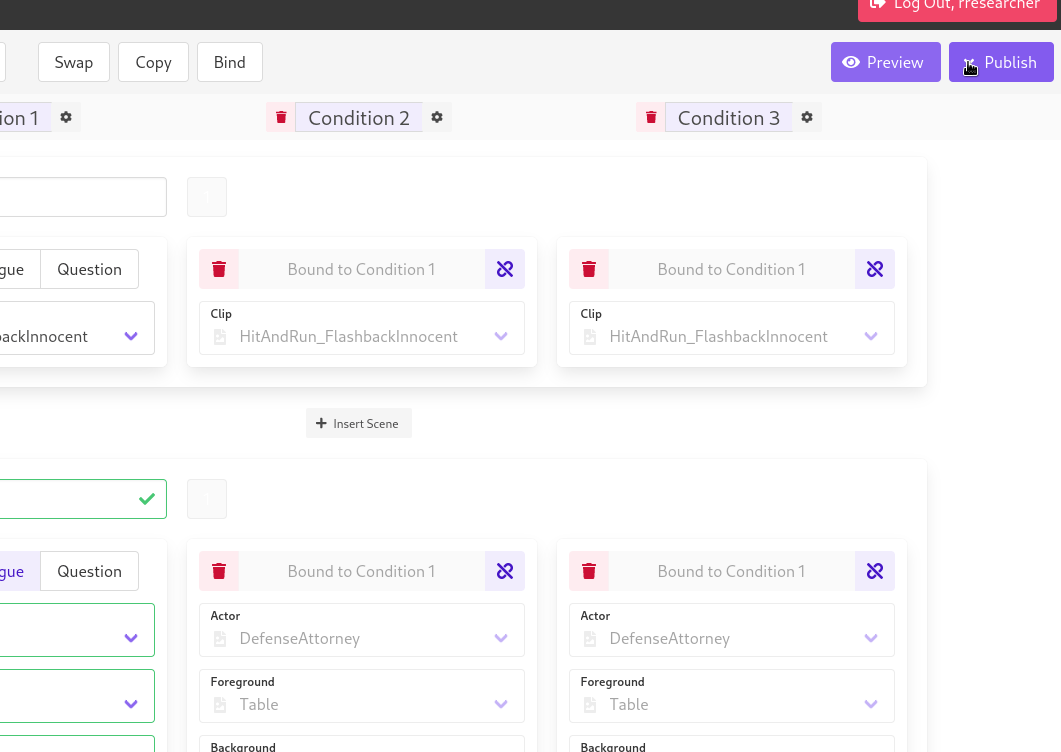 Log Out, rresearcher
Swap Copy Bind Preview Publish
ion 1 Condition 2 Condition 3
gue Question Bound to Condition 1 Bound to Condition 1
Clip Clip
backInnocent HitAndRun_FlashbackInnocent HitAndRun_FlashbackInnocent
Insert Scene
gue Question Bound to Condition 1 Bound to Condition 1
Actor Actor
DefenseAttorney DefenseAttorney
Foreground Foreground
Table Table
Background Background